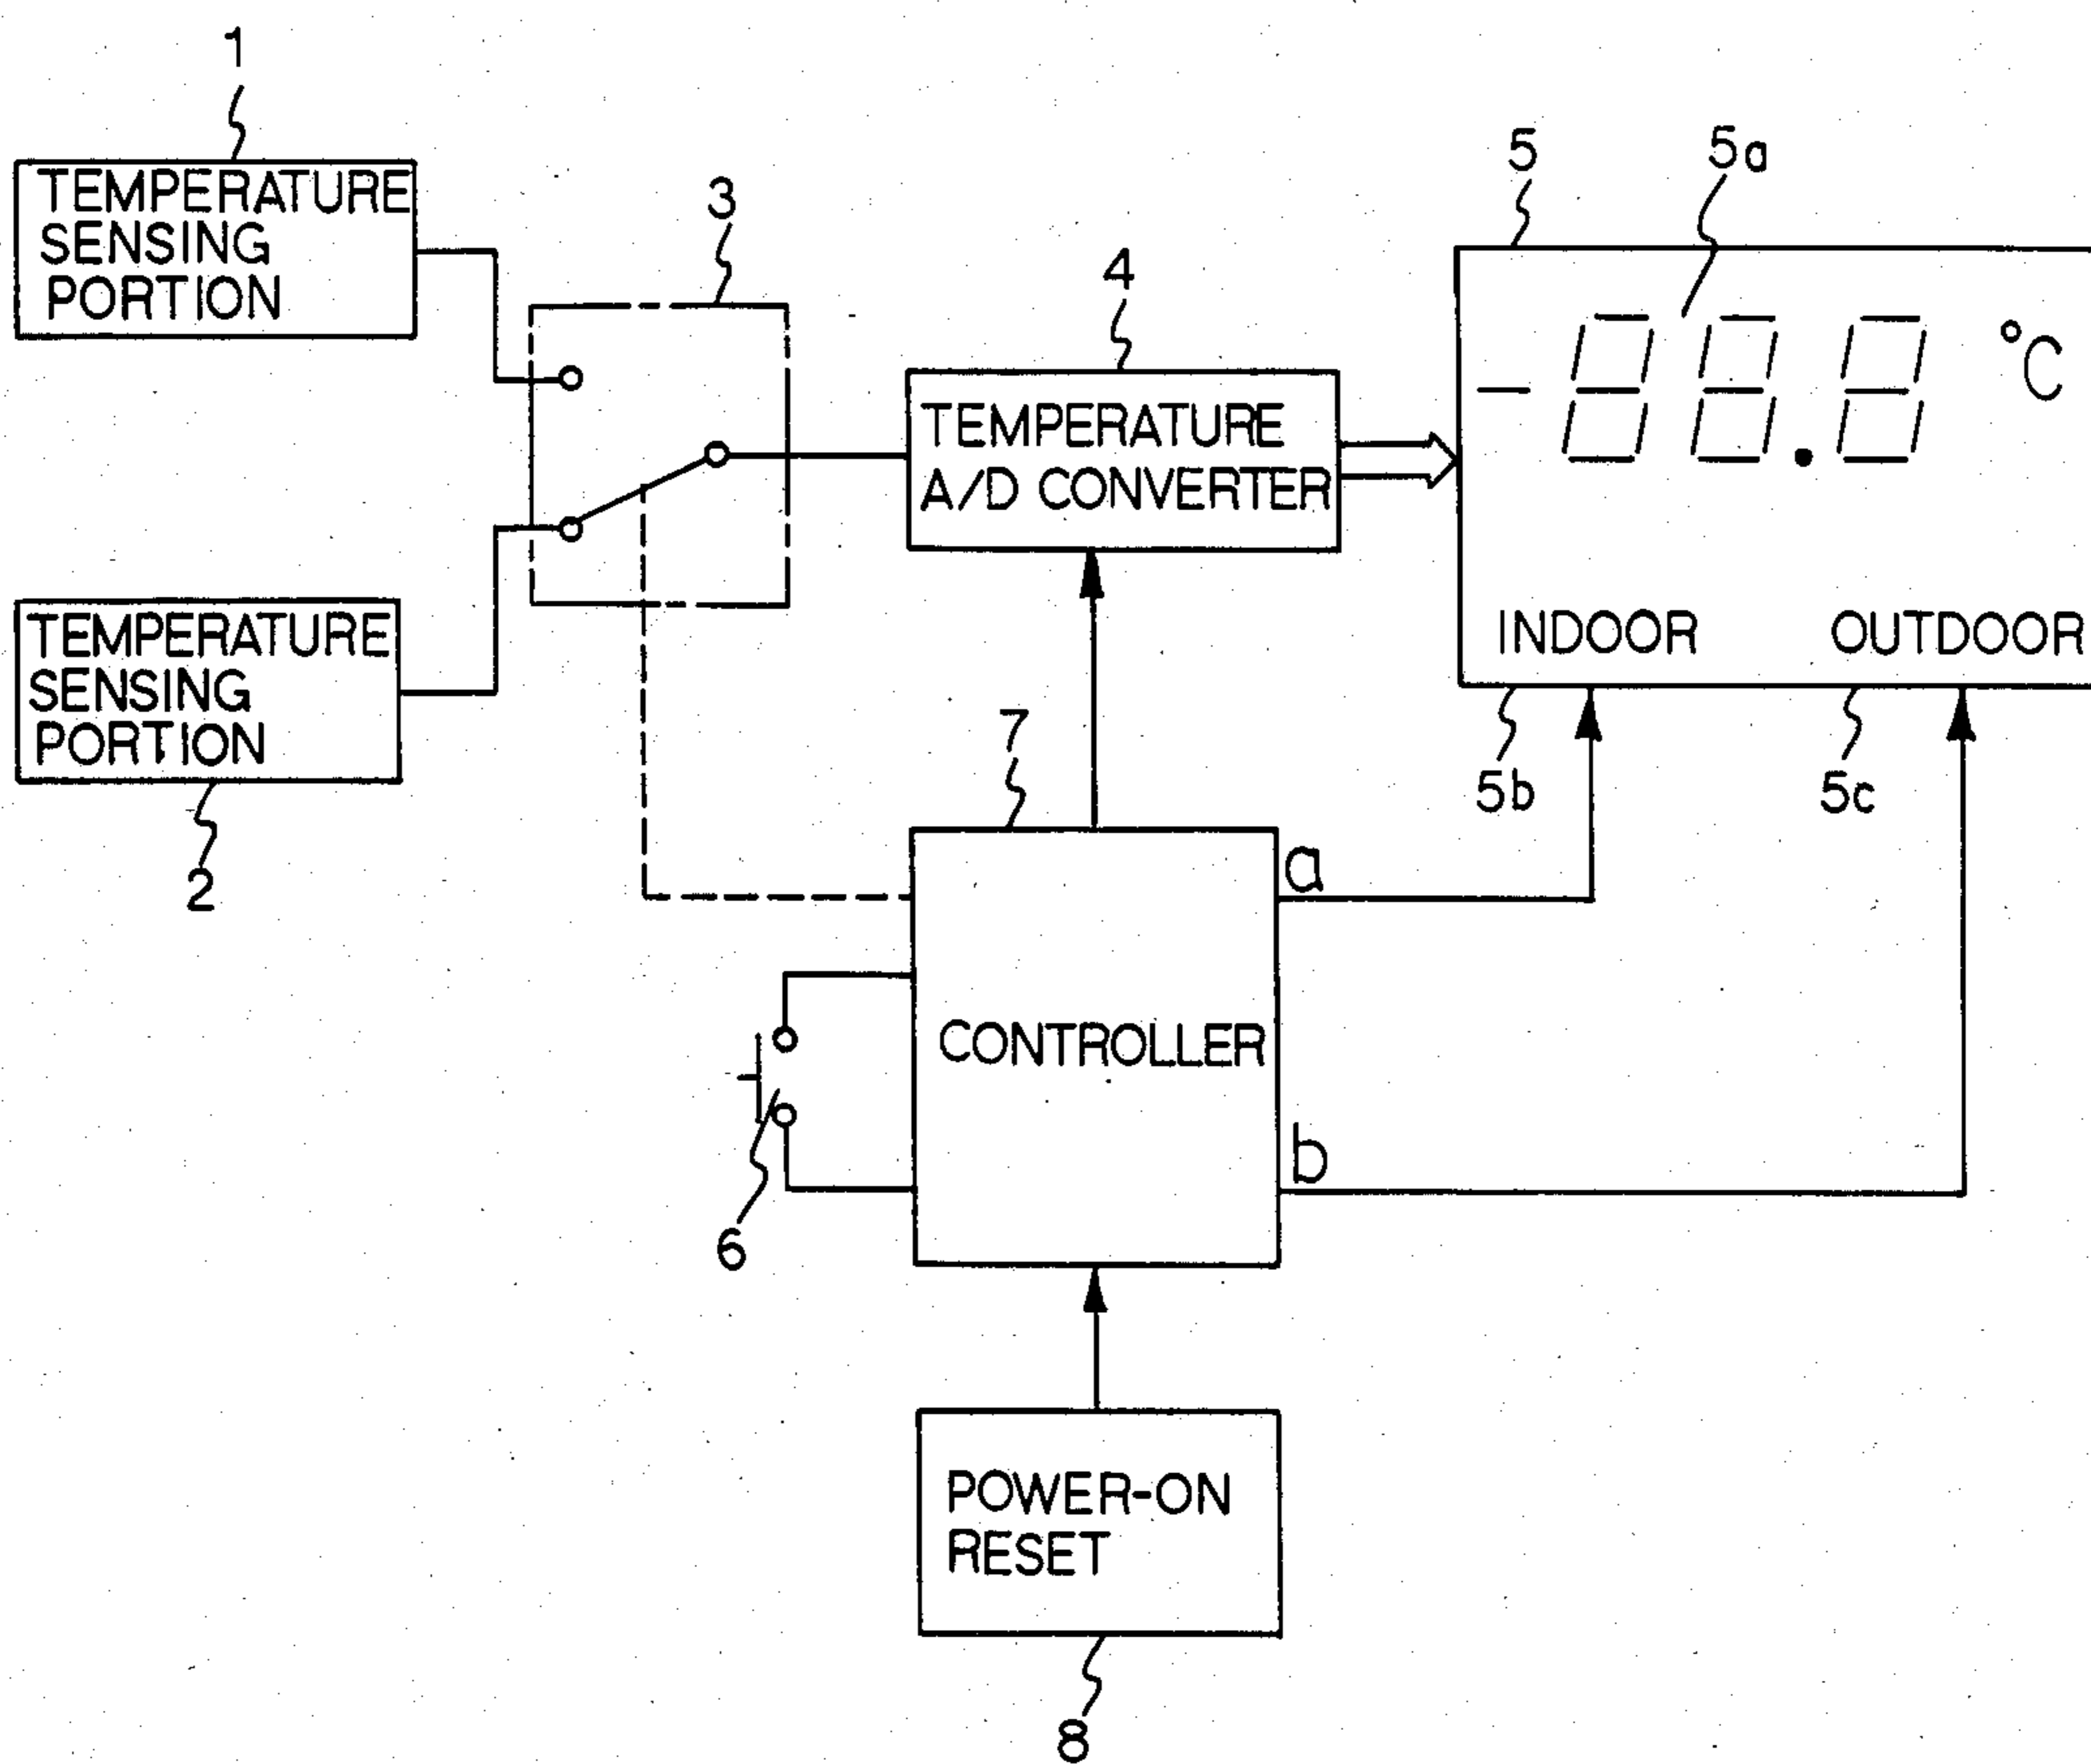 1
TEMPERATURE
SENSING
PORTION
3
4
5
5a
-88.8 °C
TEMPERATURE
A/D CONVERTER
INDOOR OUTDOOR
TEMPERATURE
SENSING
PORTION
2
5b
5c
7
a
CONTROLLER
b
6
POWER-ON
RESET
8